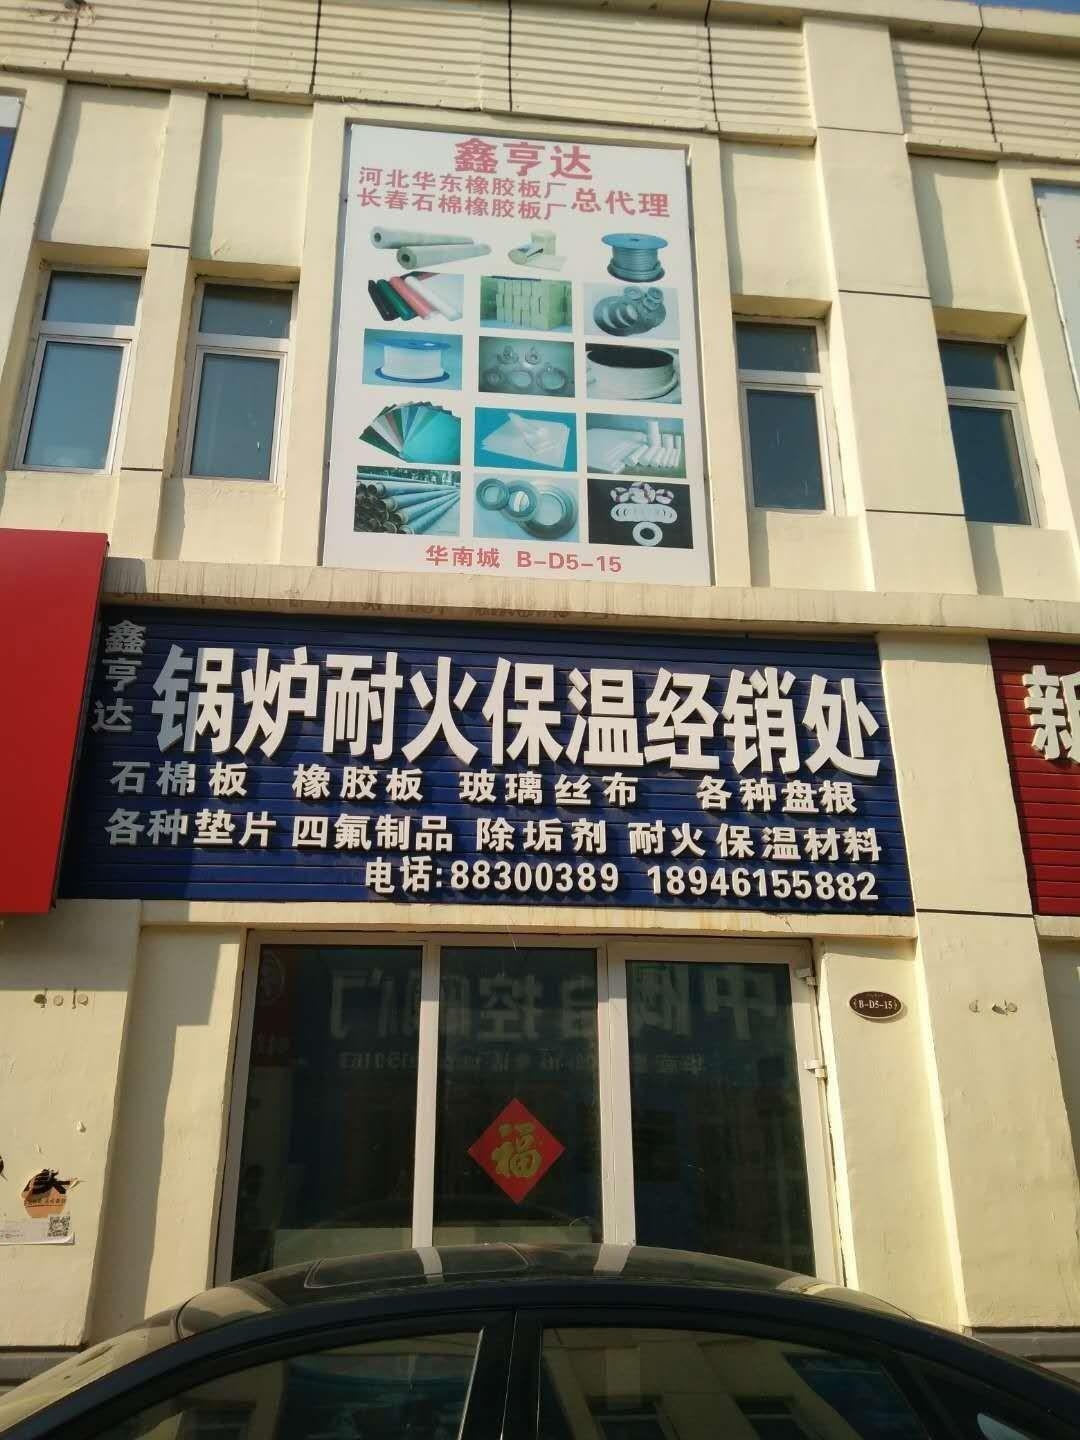 鑫亨达
河北华东橡胶板厂
长春石棉橡胶板厂
总代理
华南城 B-D5-15
鑫亨达
锅炉耐火保温经销处
石棉板 橡胶板 玻璃丝布 各种盘根
各种垫片 四氟制品 除垢剂 耐火保温材料
电话:88300389 18946155882
新
B-D5-15
福